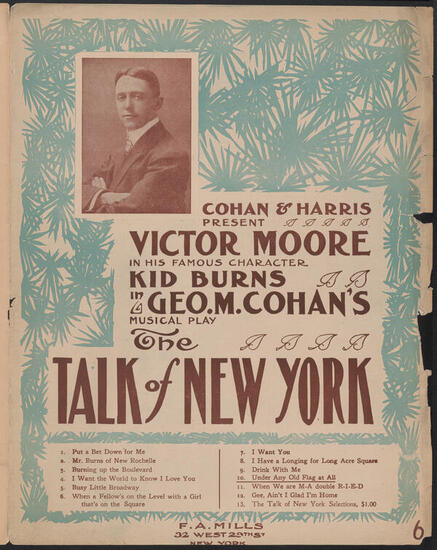 COHAN & HARRIS
PRESENT
VICTOR MOORE
IN HIS FAMOUS CHARACTER
KID BURNS
in GEO.M.COHAN'S
MUSICAL PLAY
The
TALK of NEW YORK
1. Put a Bet Down for Me
2. Mr. Burns of New Rochelle
3. Burning up the Boulevard
4. I Want the World to Know I Love You
5. Busy Little Broadway
6. When a Fellow's on the Level with a Girl
that's on the Square
7. I Want You
8. I Have a Longing for Long Acre Square
9. Drink With Me
10. Under Any Old Flag at All
11. When We are M-A double R-I-E-D
12. Gee, Ain't I Glad I'm Home
13. The Talk of New York Selections, $1.00
F.A. MILLS
32 WEST 29TH ST
NEW YORK
6